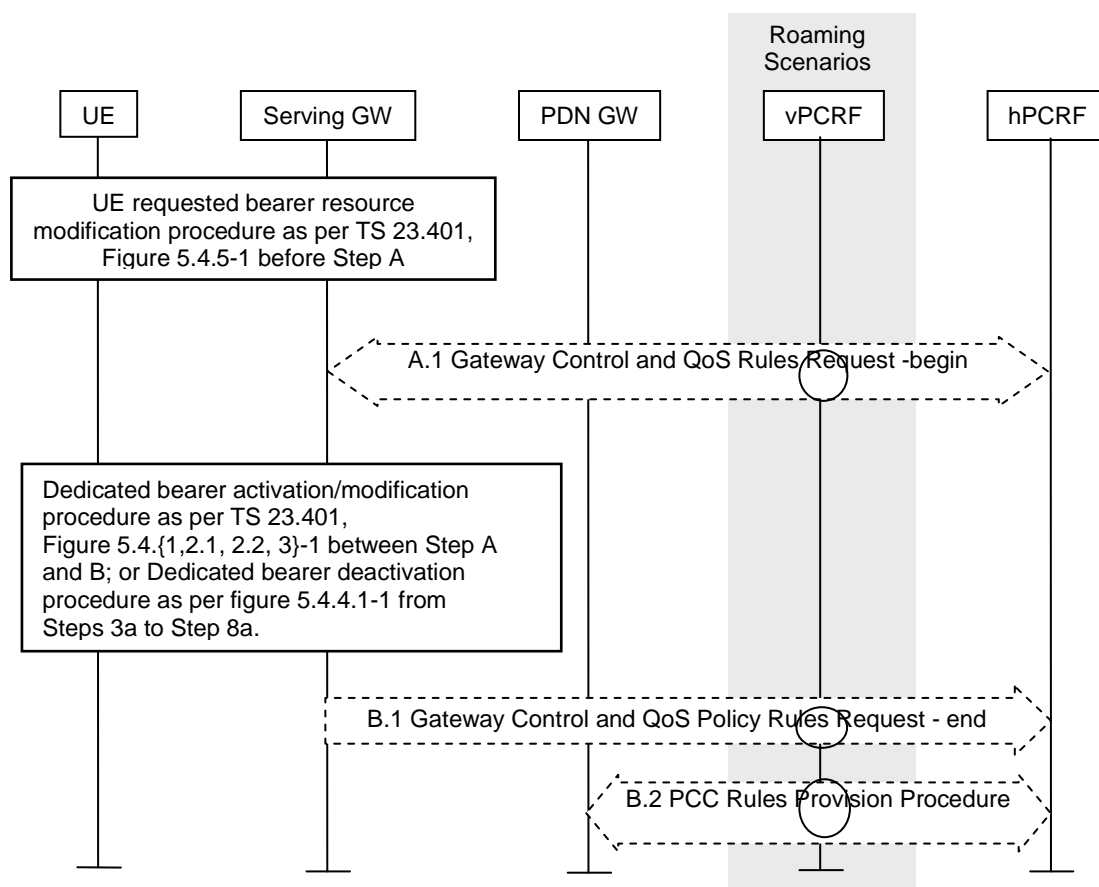 Roaming
Scenarios
UE
Serving GW
PDN GW
vPCRF
hPCRF
UE requested bearer resource
modification procedure as per TS 23.401,
Figure 5.4.5-1 before Step A
A.1 Gateway Control and QoS Rules Request -begin
Dedicated bearer activation/modification
procedure as per TS 23.401,
Figure 5.4.{1,2.1, 2.2, 3}-1 between Step A
and B; or Dedicated bearer deactivation
procedure as per figure 5.4.4.1-1 from
Steps 3a to Step 8a.
B.1 Gateway Control and QoS Policy Rules Request - end
B.2 PCC Rules Provision Procedure